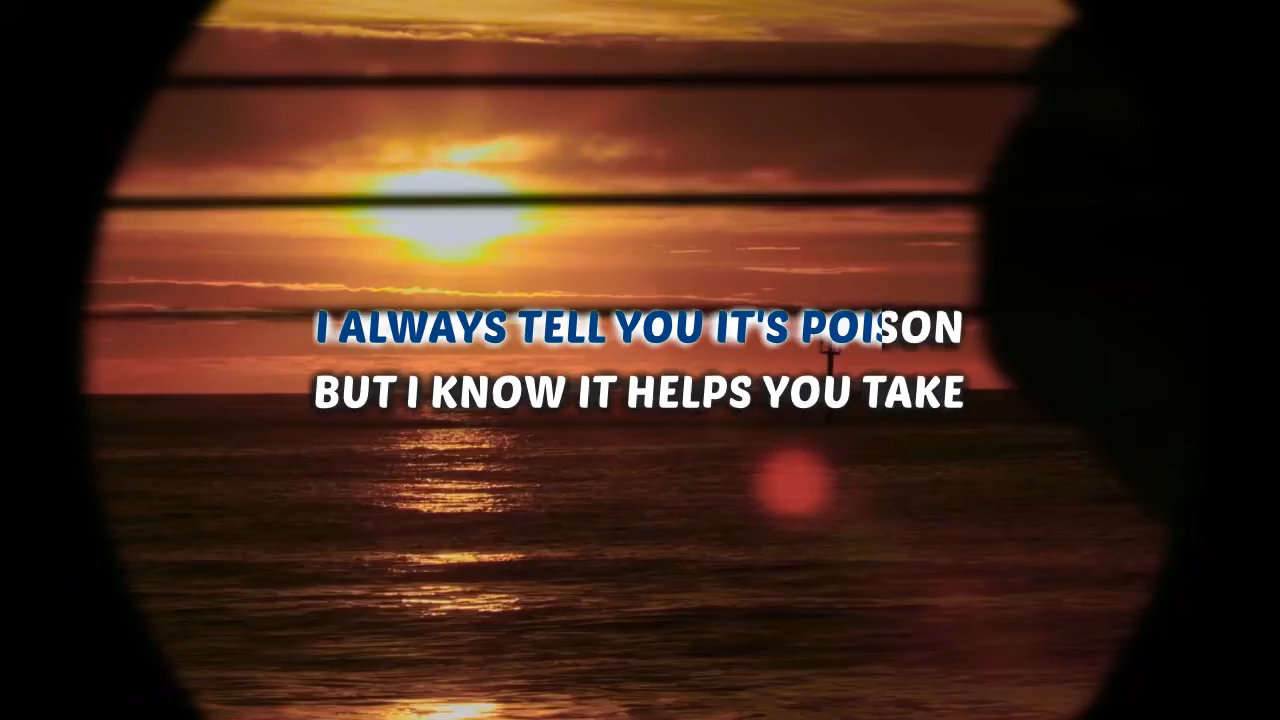 I ALWAYS TELL YOU IT'S POISON
BUT I KNOW IT HELPS YOU TAKE